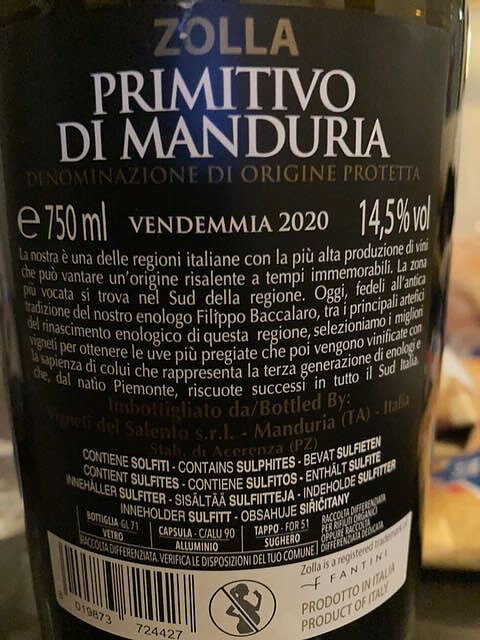 ZOLLA
PRIMITIVO
DI MANDURIA
DENOMINAZIONE DI ORIGINE PROTETTA
℮ 750 ml VENDEMMIA 2020 14,5% vol
La nostra è una delle regioni italiane con la più alta produzione di vini
che può vantare un'origine risalente a tempi immemorabili. La zona
più vocata si trova nel Sud della regione. Oggi, fedeli all'antica
tradizione del nostro enologo Filippo Baccalaro, tra i principali artefici
del rinascimento enologico di questa regione, selezioniamo i migliori
vigneti per ottenere le uve più pregiate che poi vengono vinificate con
la sapienza di colui che rappresenta la terza generazione di enologi e
che, dal natio Piemonte, riscuote successi in tutto il Sud Italia.
Imbottigliato da/Bottled By:
Vigneti del Salento s.r.l. - Manduria (TA) - Italia
Stab. di Acerenza (PZ)
CONTIENE SOLFITI - CONTAINS SULPHITES - BEVAT SULFIETEN
CONTIENT SULFITES - CONTIENE SULFITOS - ENTHÄLT SULFITE
INNEHÅLLER SULFITER - SISÄLTÄÄ SULFIITTEJA - INDEHOLDE SULFITTER
INNEHOLDER SULFITT - OBSAHUJE SIŘIČITANY
BOTTIGLIA GL 71
VETRO
CAPSULA - C/ALU 90
ALLUMINIO
TAPPO - FOR 51
SUGHERO
RACCOLTA DIFFERENZIATA
PER RIFIUTI ORGANICI
OPPURE RACCOLTA
DIFFERENZIATA DEDICATA
RACCOLTA DIFFERENZIATA. VERIFICA LE DISPOSIZIONI DEL TUO COMUNE
Zolla is a registered trademark of
FANTINI
PRODOTTO IN ITALIA
PRODUCT OF ITALY
8 019873 724427